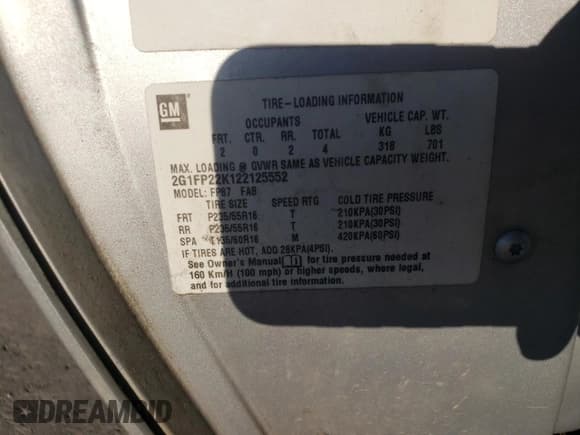 GM
TIRE-LOADING INFORMATION
OCCUPANTS VEHICLE CAP. WT.
FRT. CTR. RR. TOTAL KG LBS
2 0 2 4 318 701
MAX. LOADING @ GVWR SAME AS VEHICLE CAPACITY WEIGHT.
2G1FP22K122125552
MODEL: FP87 FAB
TIRE SIZE SPEED RTG COLD TIRE PRESSURE
FRT P235/55R16 T 210KPA(30PSI)
RR P235/55R16 T 210KPA(30PSI)
SPA T135/60R16 M 420KPA(60PSI)
IF TIRES ARE HOT, ADD 28KPA(4PSI).
See Owner's Manual for tire pressure needed at
160 Km/H (100 mph) or higher speeds, where legal,
and for additional tire information.
DREAMBID